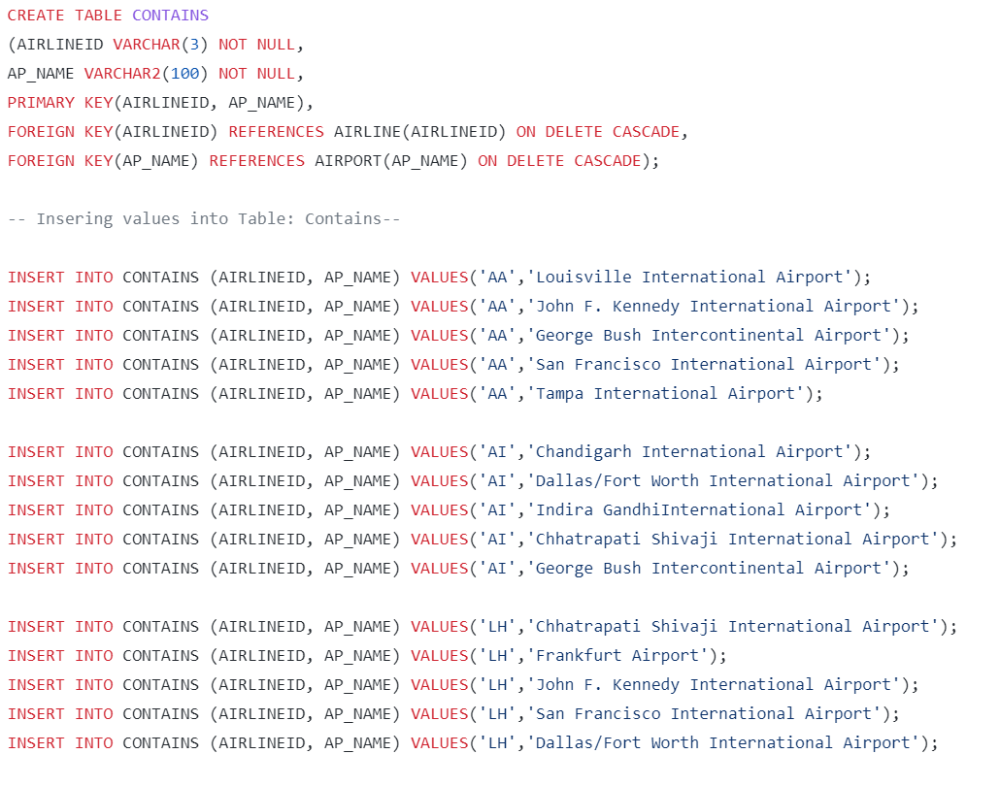 CREATE TABLE CONTAINS
(AIRLINEID VARCHAR(3) NOT NULL,
AP_NAME VARCHAR2(100) NOT NULL,
PRIMARY KEY(AIRLINEID, AP_NAME),
FOREIGN KEY(AIRLINEID) REFERENCES AIRLINE(AIRLINEID) ON DELETE CASCADE,
FOREIGN KEY(AP_NAME) REFERENCES AIRPORT(AP_NAME) ON DELETE CASCADE);
-- Insering values into Table: Contains--
INSERT INTO CONTAINS (AIRLINEID, AP_NAME) VALUES('AA','Louisville International Airport');
INSERT INTO CONTAINS (AIRLINEID, AP_NAME) VALUES('AA','John F. Kennedy International Airport');
INSERT INTO CONTAINS (AIRLINEID, AP_NAME) VALUES('AA','George Bush Intercontinental Airport');
INSERT INTO CONTAINS (AIRLINEID, AP_NAME) VALUES('AA','San Francisco International Airport');
INSERT INTO CONTAINS (AIRLINEID, AP_NAME) VALUES('AA','Tampa International Airport');
INSERT INTO CONTAINS (AIRLINEID, AP_NAME) VALUES('AI','Chandigarh International Airport');
INSERT INTO CONTAINS (AIRLINEID, AP_NAME) VALUES('AI','Dallas/Fort Worth International Airport');
INSERT INTO CONTAINS (AIRLINEID, AP_NAME) VALUES('AI','Indira GandhiInternational Airport');
INSERT INTO CONTAINS (AIRLINEID, AP_NAME) VALUES('AI','Chhatrapati Shivaji International Airport');
INSERT INTO CONTAINS (AIRLINEID, AP_NAME) VALUES('AI','George Bush Intercontinental Airport');
INSERT INTO CONTAINS (AIRLINEID, AP_NAME) VALUES('LH','Chhatrapati Shivaji International Airport');
INSERT INTO CONTAINS (AIRLINEID, AP_NAME) VALUES('LH','Frankfurt Airport');
INSERT INTO CONTAINS (AIRLINEID, AP_NAME) VALUES('LH','John F. Kennedy International Airport');
INSERT INTO CONTAINS (AIRLINEID, AP_NAME) VALUES('LH','San Francisco International Airport');
INSERT INTO CONTAINS (AIRLINEID, AP_NAME) VALUES('LH','Dallas/Fort Worth International Airport');